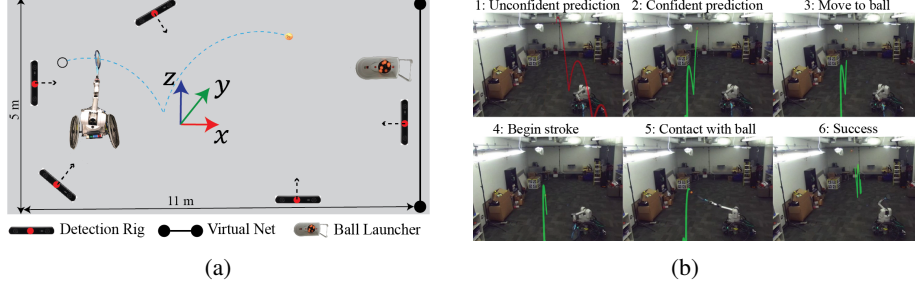 5 m
z
y
x
11 m
Detection Rig
Virtual Net
Ball Launcher
(a)
1: Unconfident prediction
2: Confident prediction
3: Move to ball
4: Begin stroke
5: Contact with ball
6: Success
(b)